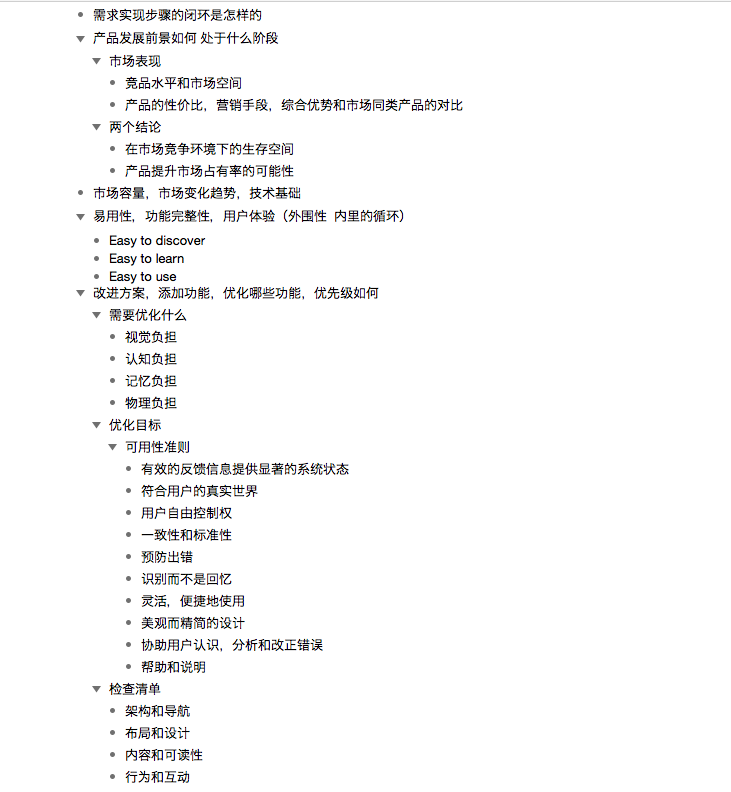 需求实现步骤的闭环是怎样的
产品发展前景如何 处于什么阶段
市场表现
竞品水平和市场空间
产品的性价比，营销手段，综合优势和市场同类产品的对比
两个结论
在市场竞争环境下的生存空间
产品提升市场占有率的可能性
市场容量，市场变化趋势，技术基础
易用性，功能完整性，用户体验（外围性 内里的循环）
Easy to discover
Easy to learn
Easy to use
改进方案，添加功能，优化哪些功能，优先级如何
需要优化什么
视觉负担
认知负担
记忆负担
物理负担
优化目标
可用性准则
有效的反馈信息提供显著的系统状态
符合用户的真实世界
用户自由控制权
一致性和标准性
预防出错
识别而不是回忆
灵活，便捷地使用
美观而精简的设计
协助用户认识，分析和改正错误
帮助和说明
检查清单
架构和导航
布局和设计
内容和可读性
行为和互动